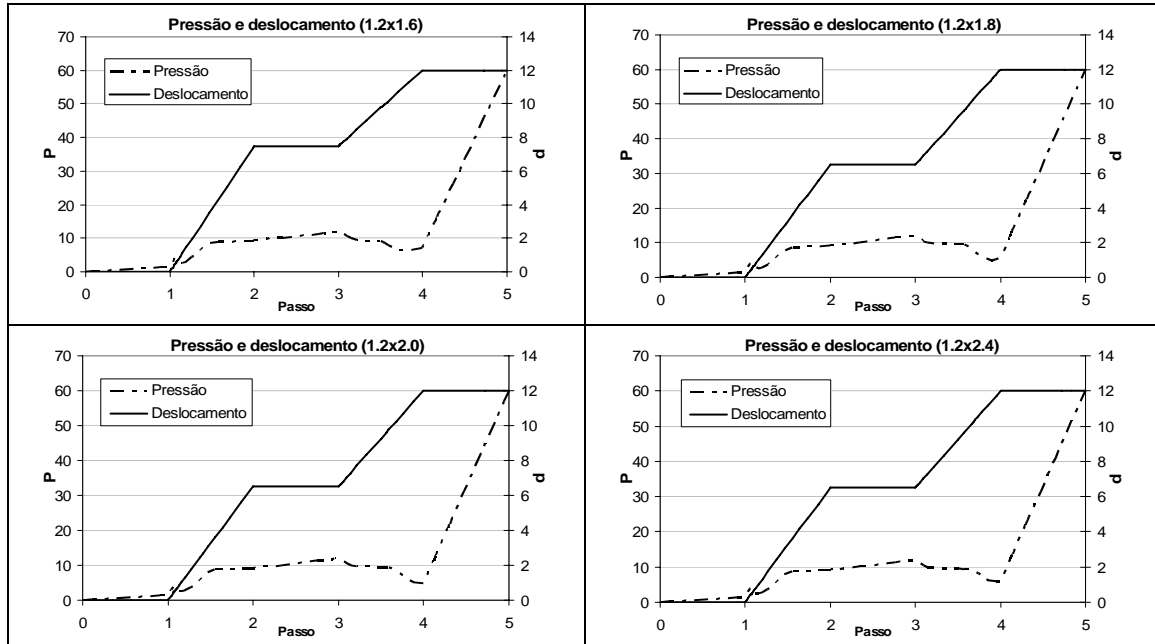 Pressão e deslocamento (1.2x1.6)
70
60
50
40
30
20
10
0
P
14
12
10
8
6
4
2
0
d
Pressão
Deslocamento
0 1 2 3 4 5
Passo
Pressão e deslocamento (1.2x1.8)
70
60
50
40
30
20
10
0
P
14
12
10
8
6
4
2
0
d
Pressão
Deslocamento
0 1 2 3 4 5
Passo
Pressão e deslocamento (1.2x2.0)
70
60
50
40
30
20
10
0
P
14
12
10
8
6
4
2
0
d
Pressão
Deslocamento
0 1 2 3 4 5
Passo
Pressão e deslocamento (1.2x2.4)
70
60
50
40
30
20
10
0
P
14
12
10
8
6
4
2
0
d
Pressão
Deslocamento
0 1 2 3 4 5
Passo